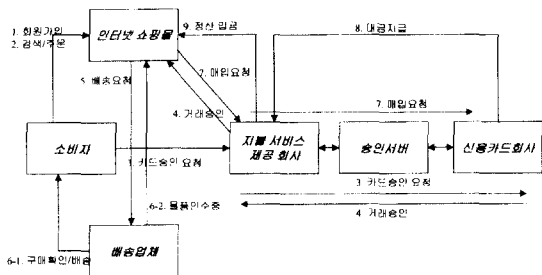 1. 회원가입
2. 검색/주문
인터넷 쇼핑몰
9. 정산 입금
8. 대금지급
5. 배송요청
7. 매입요청
4. 거래승인
7. 매입요청
소비자
지불 서비스
제공 회사
승인서버
신용카드회사
카드승인 요청
3. 카드승인 요청
4. 거래승인
6-2. 물품인수증
배송업체
6-1. 구매확인/배송